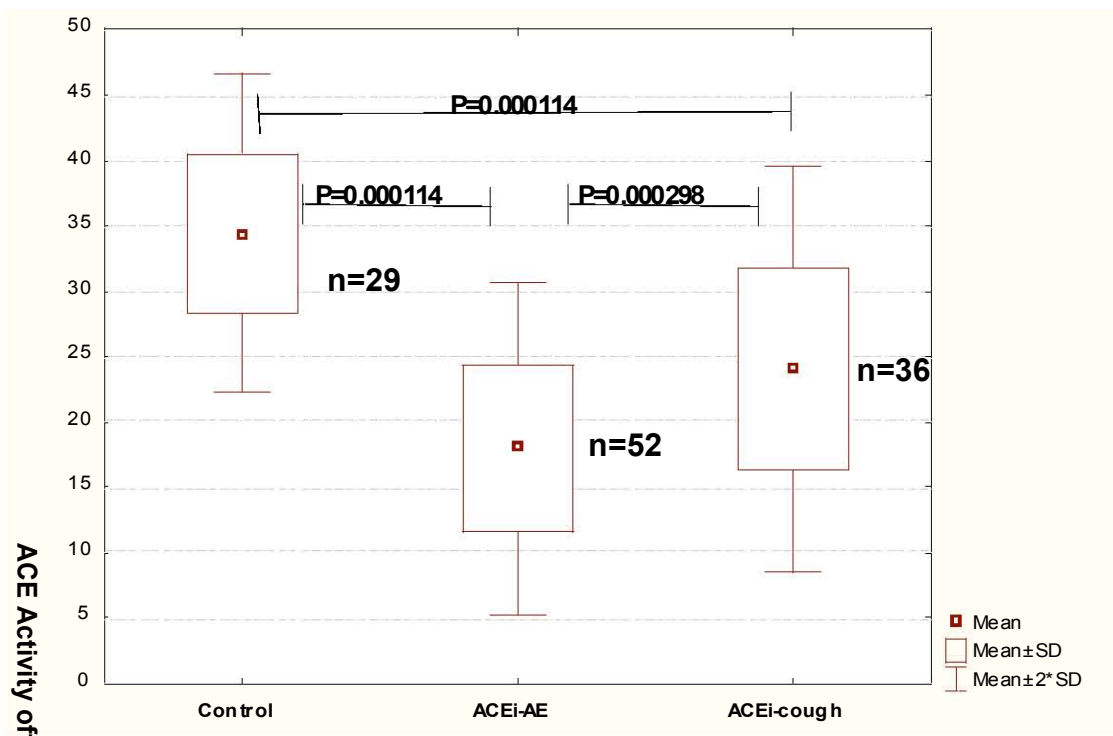 50
45
P=0.000114
40
P=0.000114 P=0.000298
35
n=29
30
25
n=36
20
n=52
15
10
5
0
ACE Activity of
Control ACEi-AE ACEi-cough
Mean
Mean±SD
Mean±2*SD